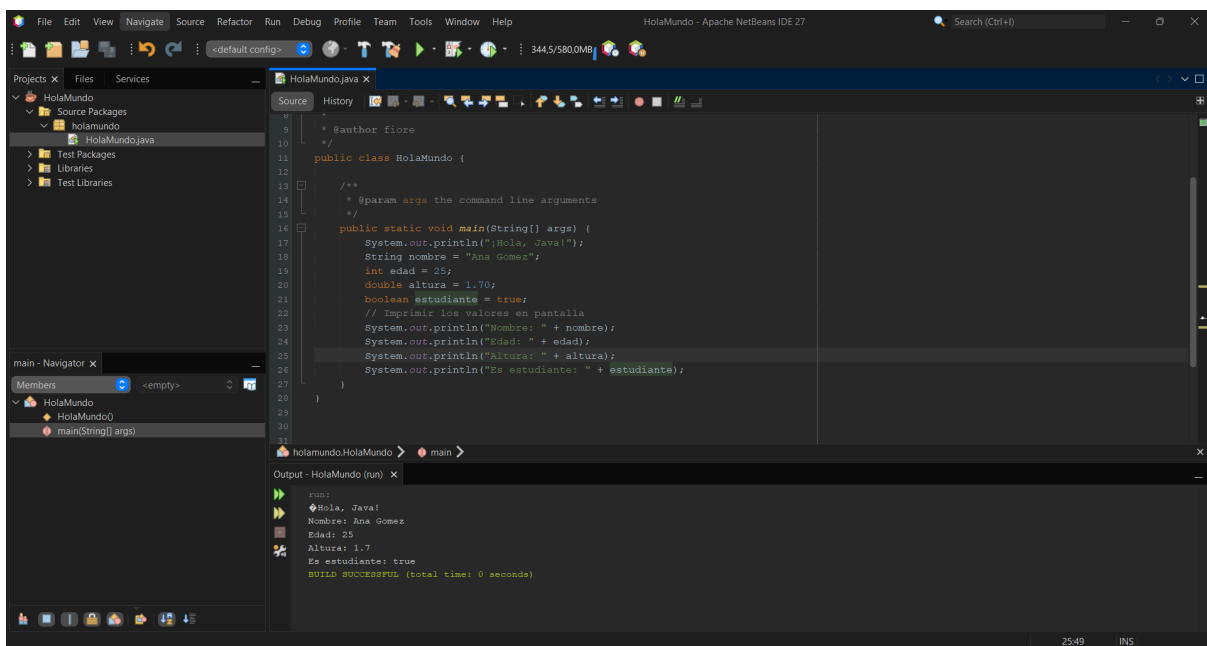 File Edit View Navigate Source Refactor Run Debug Profile Team Tools Window Help HolaMundo - Apache NetBeans IDE 27 Search (Ctrl+I)
<default config> 344,5/580,0MB
Projects Files Services
HolaMundo
Source Packages
holamundo
HolaMundo.java
Test Packages
Libraries
Test Libraries
HolaMundo.java
Source History
8 *
9 * @author fiore
10 */
11 public class HolaMundo {
12
13 /**
14 * @param args the command line arguments
15 */
16 public static void main(String[] args) {
17 System.out.println("¡Hola, Java!");
18 String nombre = "Ana Gomez";
19 int edad = 25;
20 double altura = 1.70;
21 boolean estudiante = true;
22 // Imprimir los valores en pantalla
23 System.out.println("Nombre: " + nombre);
24 System.out.println("Edad: " + edad);
25 System.out.println("Altura: " + altura);
26 System.out.println("Es estudiante: " + estudiante);
27 }
28 }
29
30
31
holamundo.HolaMundo main
main - Navigator
Members <empty>
HolaMundo
HolaMundo()
main(String[] args)
Output - HolaMundo (run)
run:
�Hola, Java!
Nombre: Ana Gomez
Edad: 25
Altura: 1.7
Es estudiante: true
BUILD SUCCESSFUL (total time: 0 seconds)
25:49 INS